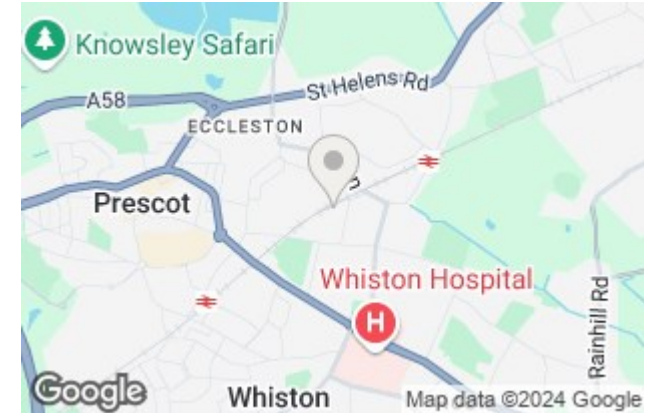 Knowsley Safari
A58
St Helens Rd
ECCLESTON
Prescot
Whiston Hospital
H
Rainhill Rd
Whiston
Google
Map data ©2024 Google